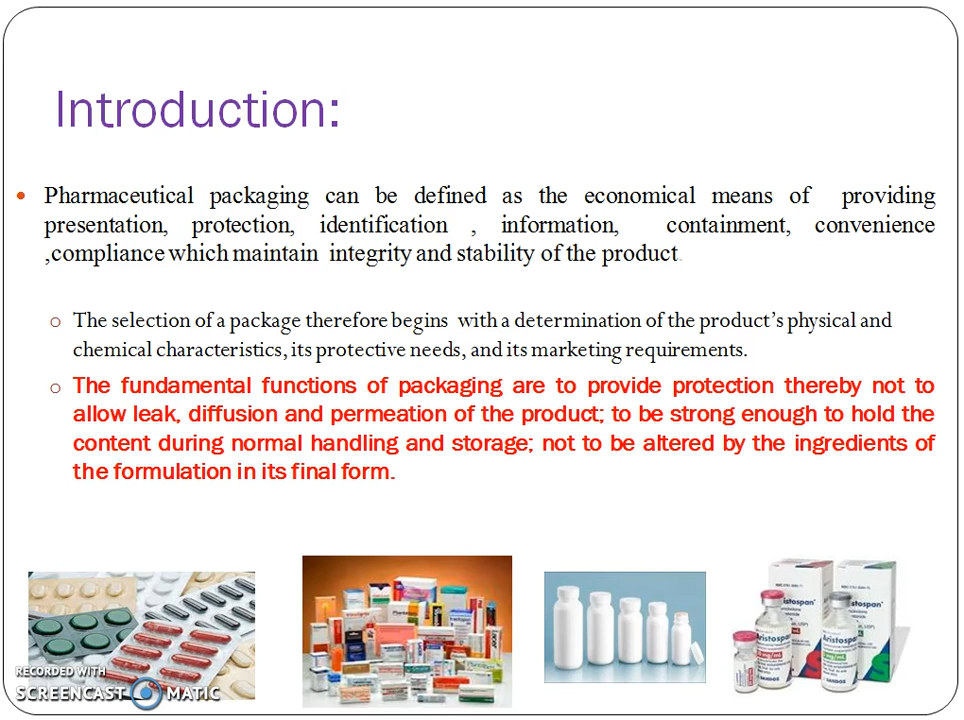 Introduction:
Pharmaceutical packaging can be defined as the economical means of providing
presentation, protection, identification , information, containment, convenience
,compliance which maintain integrity and stability of the product.
The selection of a package therefore begins with a determination of the product's physical and
chemical characteristics, its protective needs, and its marketing requirements.
The fundamental functions of packaging are to provide protection thereby not to
allow leak, diffusion and permeation of the product; to be strong enough to hold the
content during normal handling and storage; not to be altered by the ingredients of
the formulation in its final form.
RECORDED WITH
SCREENCAST MATIC
Aristospan
SANDOZ